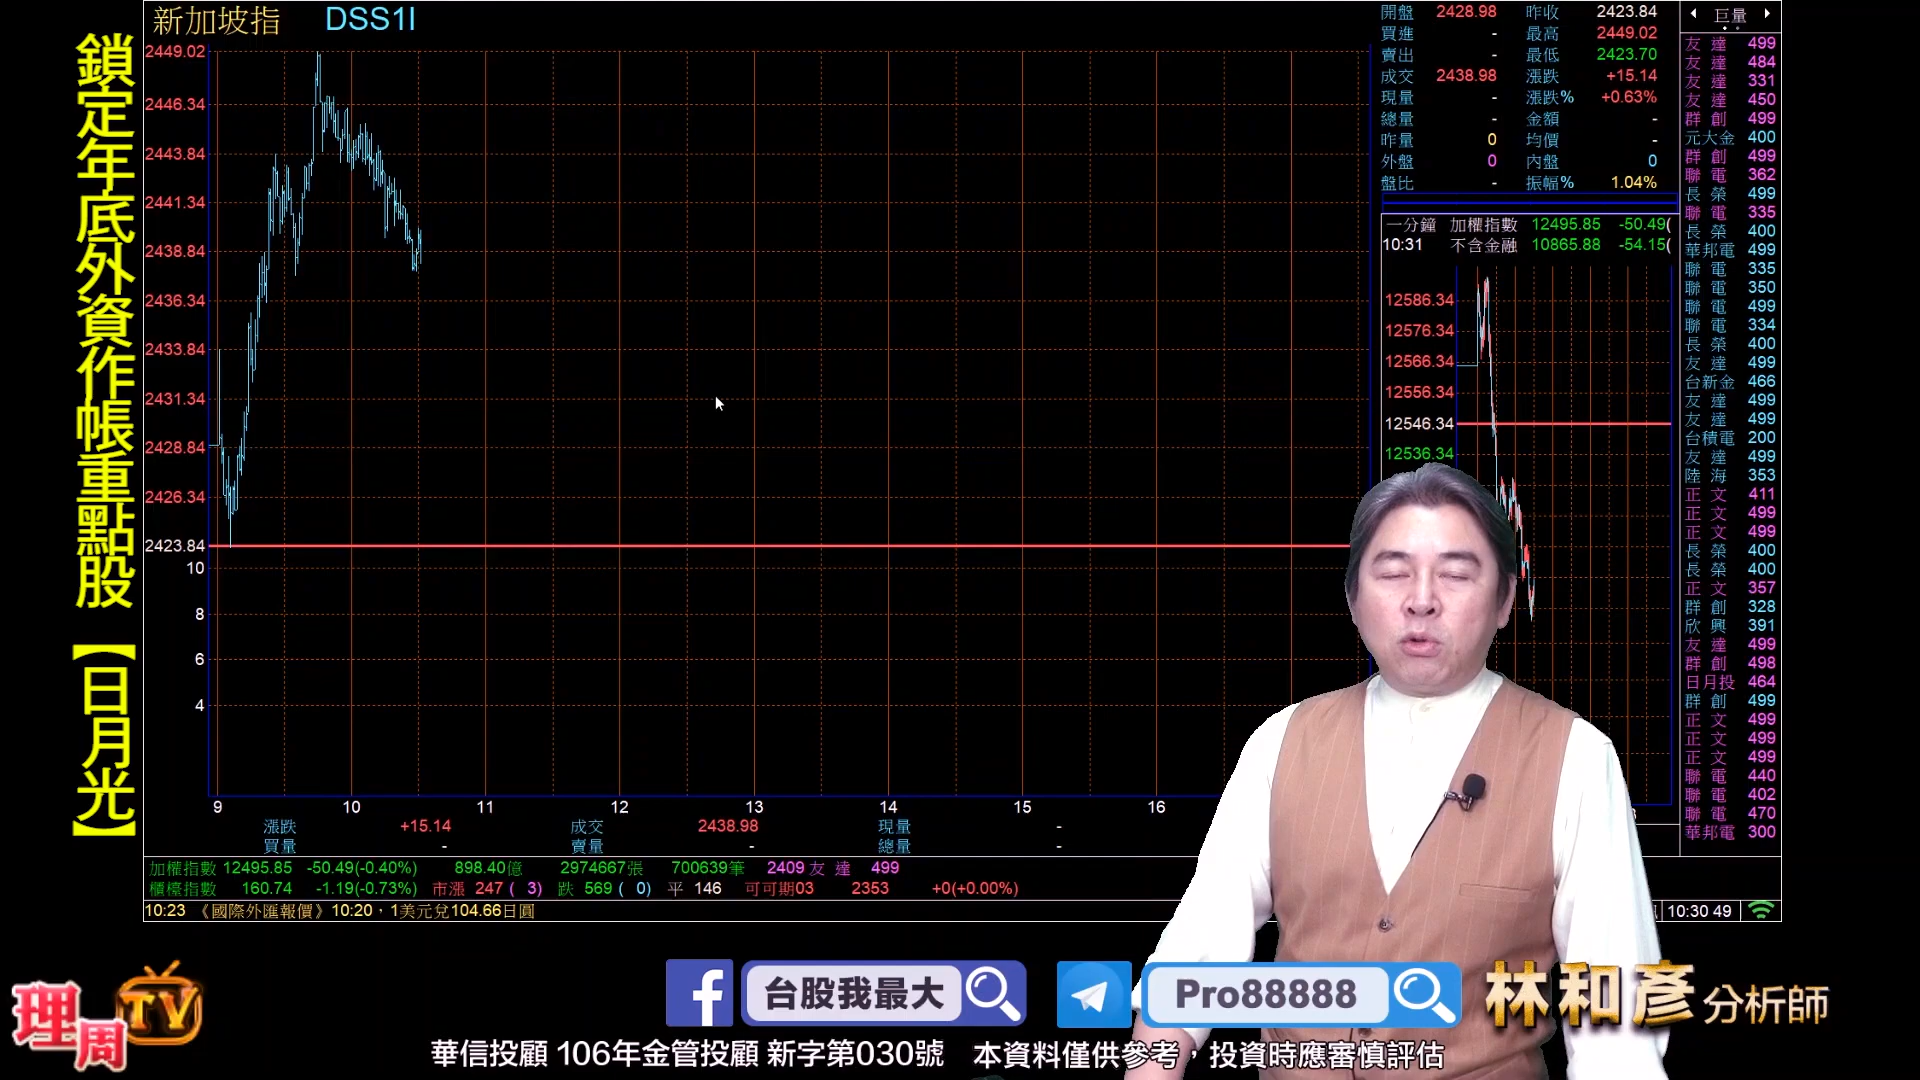 鎖定年底外資作帳重點股【日月光】
新加坡指 DSS1I
2449.02
2446.34
2443.84
2441.34
2438.84
2436.34
2433.84
2431.34
2428.84
2426.34
2423.84
10
8
6
4
9 10 11 12 13 14 15 16
漲跌 +15.14 成交 2438.98 現量 -
買量 - 賣量 - 總量 -
開盤 2428.98 昨收 2423.84
買進 - 最高 2449.02
賣出 - 最低 2423.70
成交 2438.98 漲跌 +15.14
現量 - 漲跌% +0.63%
總量 - 金額 -
昨量 0 均價 -
外盤 0 內盤 0
盤比 - 振幅% 1.04%
一分鐘 加權指數 12495.85 -50.49(
10:31 不含金融 10865.88 -54.15(
12586.34
12576.34
12566.34
12556.34
12546.34
12536.34
巨量
友達 499
友達 484
友達 331
友達 450
群創 499
元大金 400
群創 499
聯電 362
長榮 499
聯電 335
長榮 400
華邦電 499
聯電 335
聯電 350
聯電 499
聯電 334
長榮 400
友達 499
台新金 466
友達 499
友達 499
台積電 200
友達 499
陸海 353
正文 411
正文 499
正文 499
長榮 400
長榮 400
正文 357
群創 328
欣興 391
友達 499
群創 498
日月投 464
群創 499
正文 499
正文 499
正文 499
聯電 440
聯電 402
聯電 470
華邦電 300
加權指數 12495.85 -50.49(-0.40%) 898.40億 2974667張 700639筆 2409 友達 499
櫃檯指數 160.74 -1.19(-0.73%) 市漲 247 ( 3) 跌 569 ( 0) 平 146 可可期03 2353 +0(+0.00%)
10:23 《國際外匯報價》10:20，1美元兌104.66日圓
10:30 49
理周TV
f 台股我最大
Pro88888
林和彥 分析師
華信投顧 106年金管投顧 新字第030號 本資料僅供參考，投資時應審慎評估